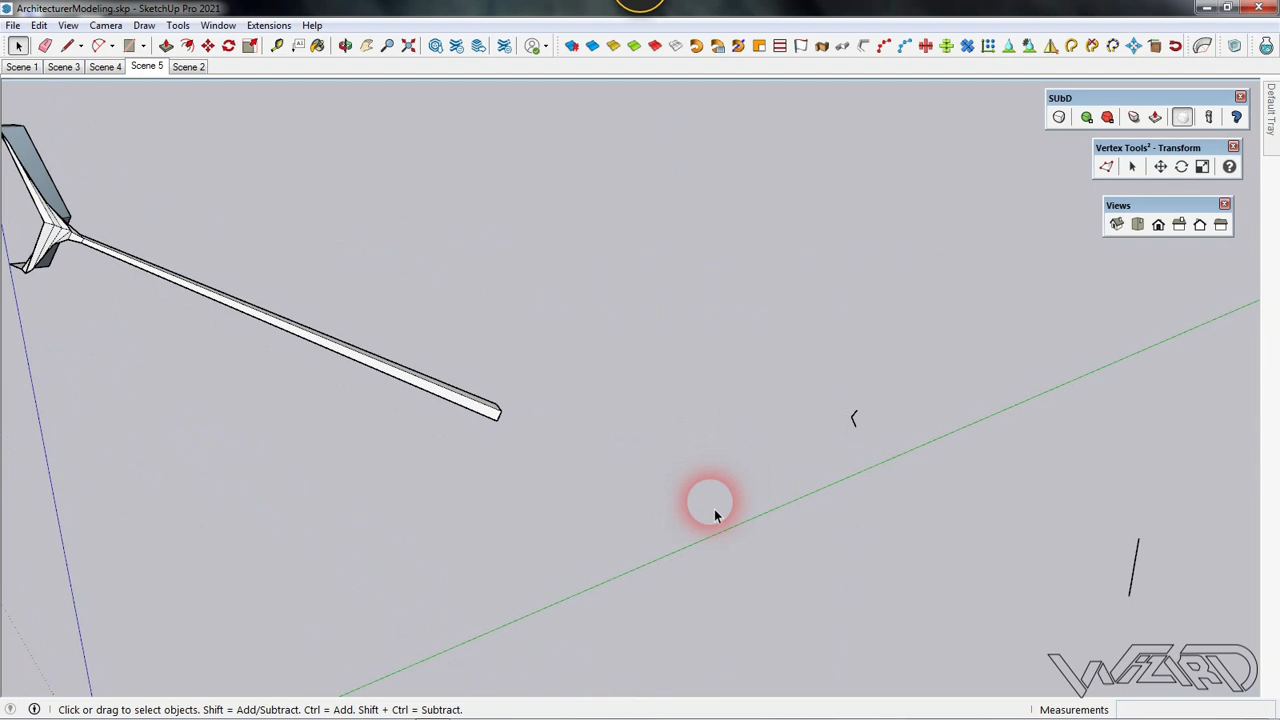 ArchitecturerModeling.skp - SketchUp Pro 2021
File Edit View Camera Draw Tools Window Extensions Help
Scene 1 Scene 3 Scene 4 Scene 5 Scene 2
Default Tray
SUbD
Vertex Tools² - Transform
Views
WIZARD
Click or drag to select objects. Shift = Add/Subtract. Ctrl = Add. Shift + Ctrl = Subtract.
Measurements